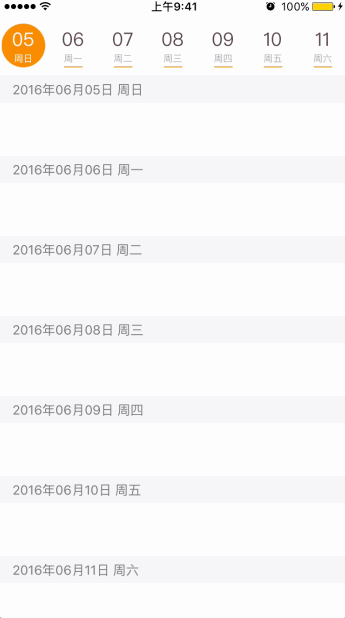 上午9:41 100%
05 06 07 08 09 10 11
周日 周一 周二 周三 周四 周五 周六
2016年06月05日 周日
2016年06月06日 周一
2016年06月07日 周二
2016年06月08日 周三
2016年06月09日 周四
2016年06月10日 周五
2016年06月11日 周六